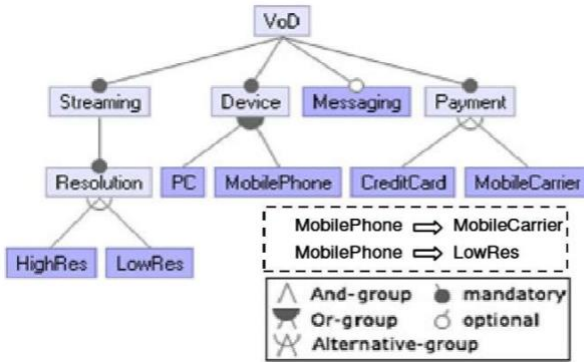 VoD
Streaming Device Messaging Payment
Resolution PC MobilePhone CreditCard MobileCarrier
HighRes LowRes
MobilePhone ⇒ MobileCarrier
MobilePhone ⇒ LowRes
And-group mandatory
Or-group optional
Alternative-group